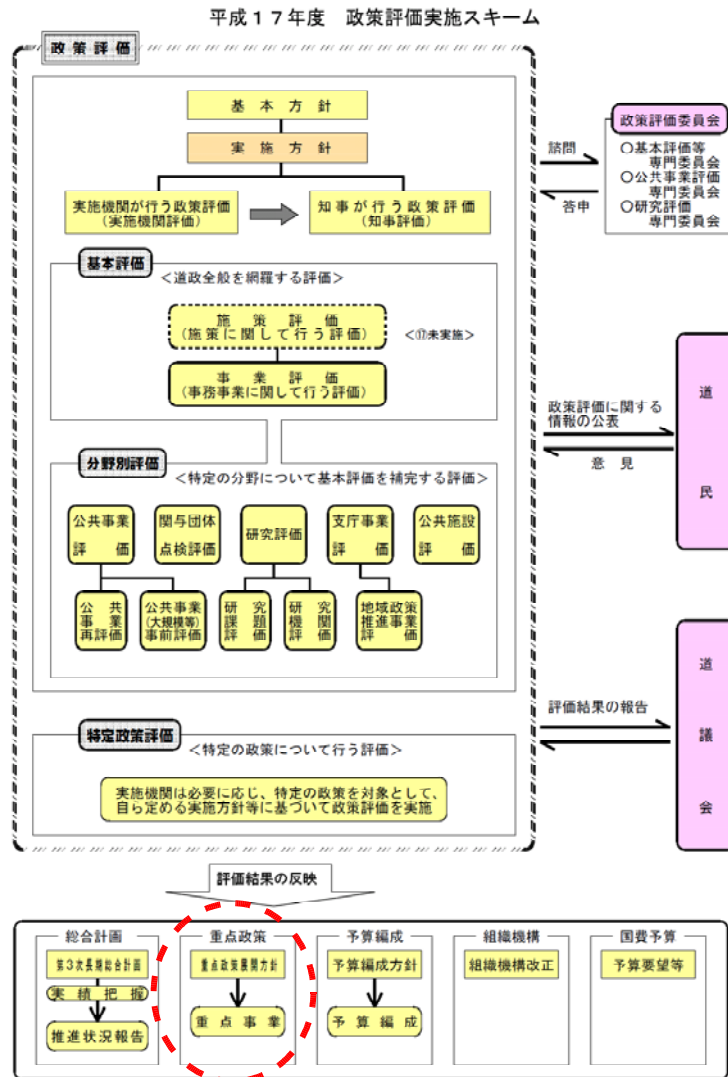 平成１７年度　政策評価実施スキーム
政策評価
基本方針
実施方針
実施機関が行う政策評価
(実施機関評価)
知事が行う政策評価
(知事評価)
諮問
答申
政策評価委員会
○基本評価等
専門委員会
○公共事業評価
専門委員会
○研究評価
専門委員会
基本評価
＜道政全般を網羅する評価＞
施策評価
(施策に関して行う評価)
＜⑰未実施＞
事業評価
(事務事業に関して行う評価)
政策評価に関する
情報の公表
意見
道民
分野別評価
＜特定の分野について基本評価を補完する評価＞
公共事業
評価
関与団体
点検評価
研究評価
支庁事業
評価
公共施設
評価
公共
事業
再評価
公共事業
(大規模等)
事前評価
研究
課題
評価
研究
機関
評価
地域政策
推進事業
評価
評価結果の報告
道議会
特定政策評価
＜特定の政策について行う評価＞
実施機関は必要に応じ、特定の政策を対象として、
自ら定める実施方針等に基づいて政策評価を実施
評価結果の反映
総合計画
第３次長期総合計画
実績把握
推進状況報告
重点政策
重点政策展開方針
重点事業
予算編成
予算編成方針
予算編成
組織機構
組織機構改正
国費予算
予算要望等